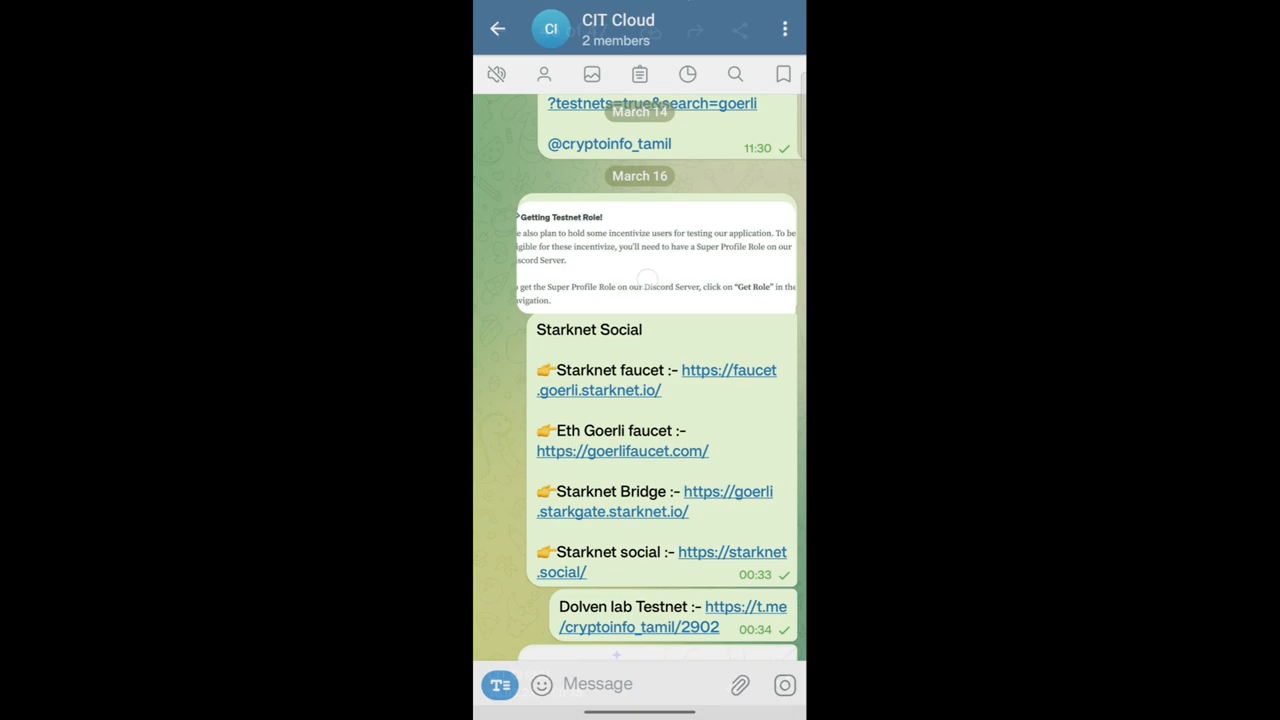 CI
CIT Cloud
2 members
?testnets=true&search=goerli
March 14
@cryptoinfo_tamil
11:30
March 16
Getting Testnet Role!
e also plan to hold some incentivize users for testing our application. To be
igible for these incentivize, you'll need to have a Super Profile Role on our
iscord Server.
get the Super Profile Role on our Discord Server, click on "Get Role" in the
avigation.
Starknet Social
👉Starknet faucet :- https://faucet
.goerli.starknet.io/
👉Eth Goerli faucet :-
https://goerlifaucet.com/
👉Starknet Bridge :- https://goerli
.starkgate.starknet.io/
👉Starknet social :- https://starknet
.social/
00:33
Dolven lab Testnet :- https://t.me
/cryptoinfo_tamil/2902
00:34
Message